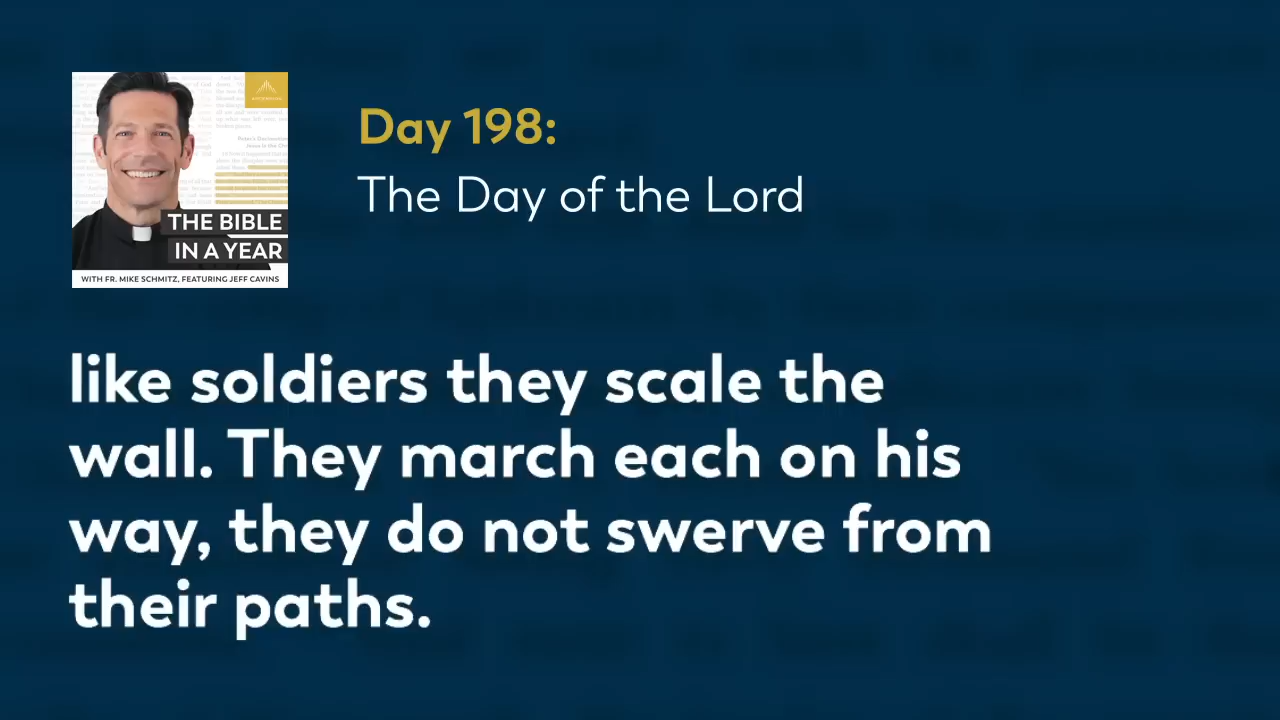 Day 198:
The Day of the Lord
THE BIBLE
IN A YEAR
WITH FR. MIKE SCHMITZ, FEATURING JEFF CAVINS
like soldiers they scale the
wall. They march each on his
way, they do not swerve from
their paths.